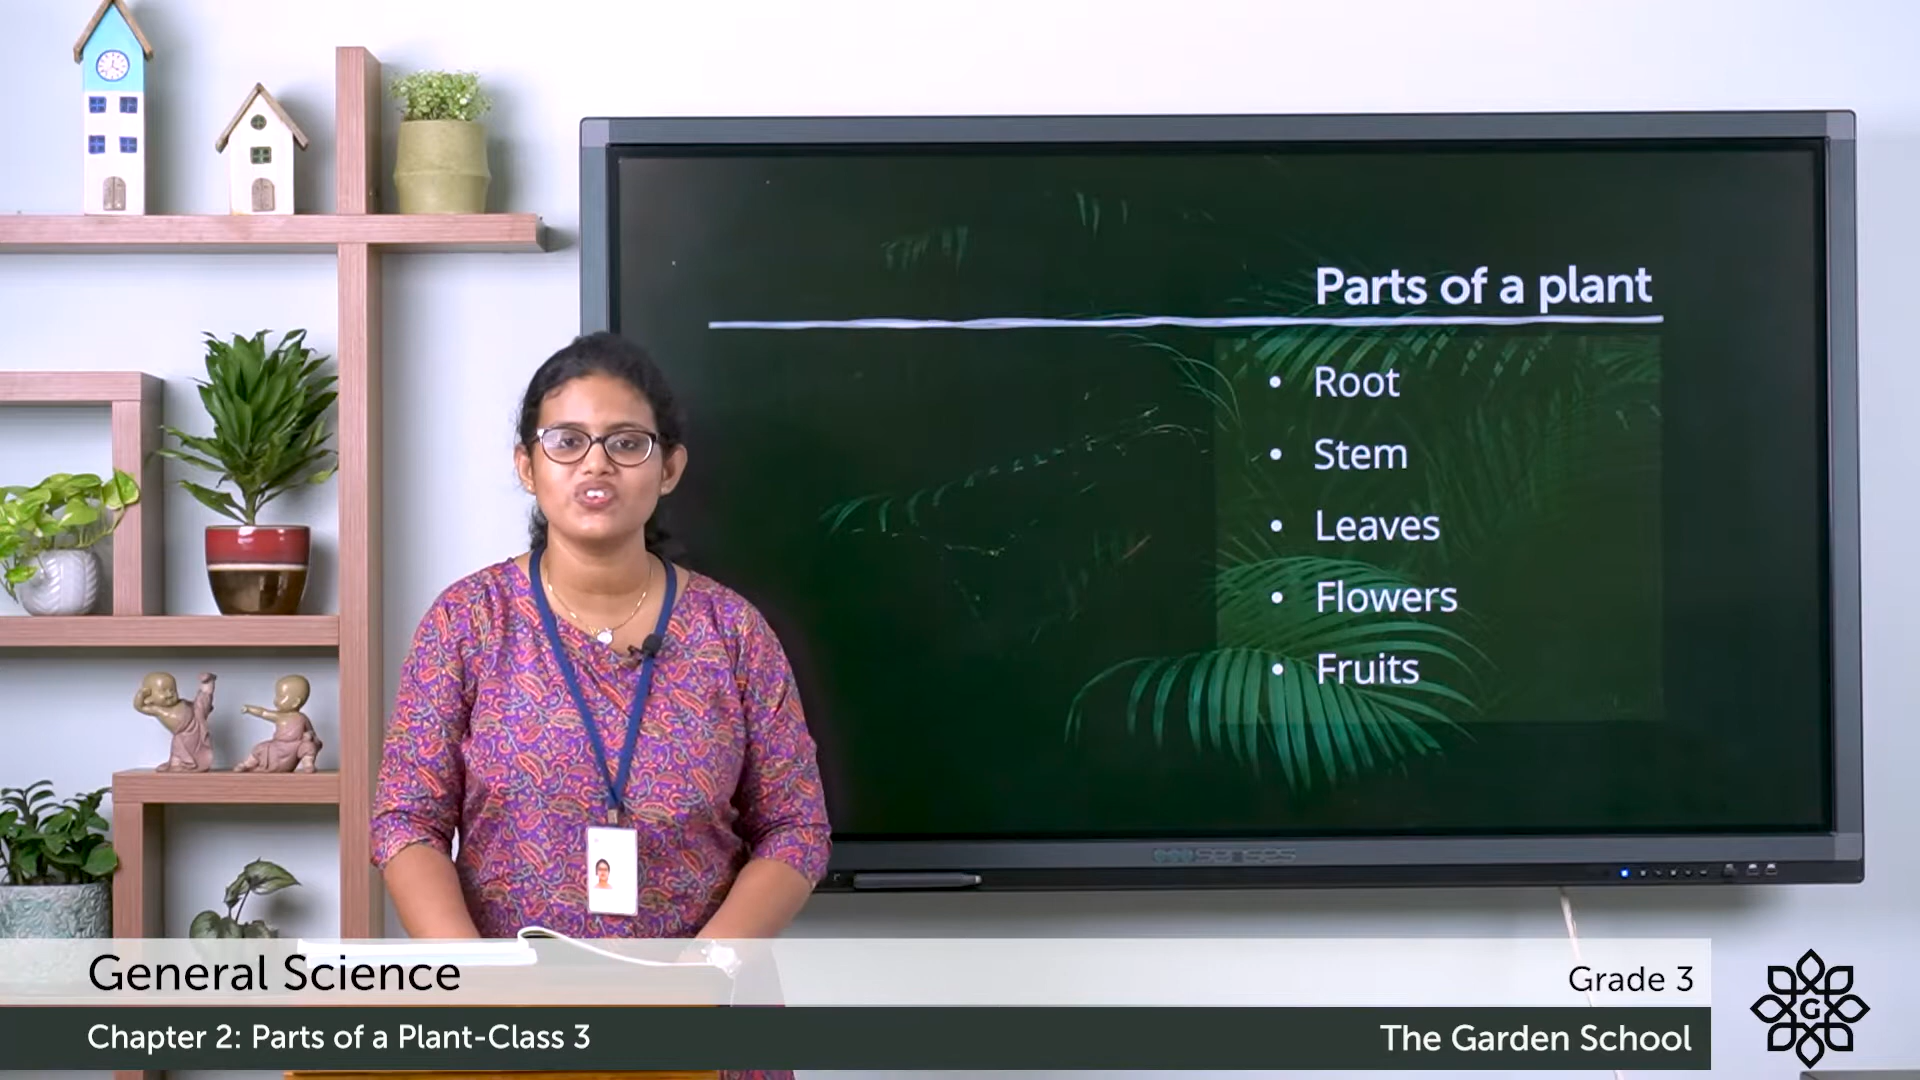 Parts of a plant
• Root
• Stem
• Leaves
• Flowers
• Fruits
senses
General Science
Grade 3
Chapter 2: Parts of a Plant-Class 3
The Garden School
G